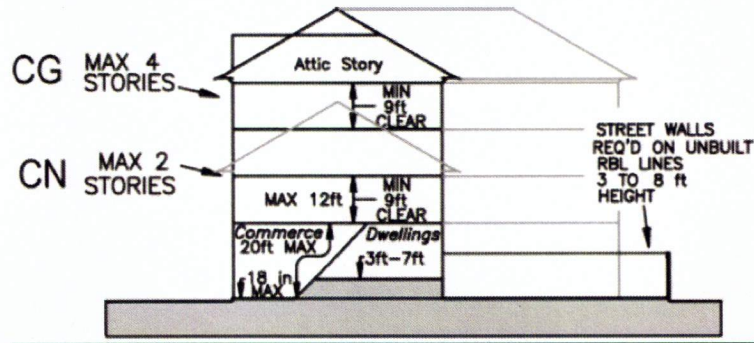 CG MAX 4
STORIES
Attic Story
MIN
9ft
CLEAR
STREET WALLS
REQ'D ON UNBUILT
RBL LINES
3 TO 8 ft
HEIGHT
CN MAX 2
STORIES
MAX 12ft
MIN
9ft
CLEAR
Commerce
20ft MAX
Dwellings
3ft-7ft
18 in.
MAX